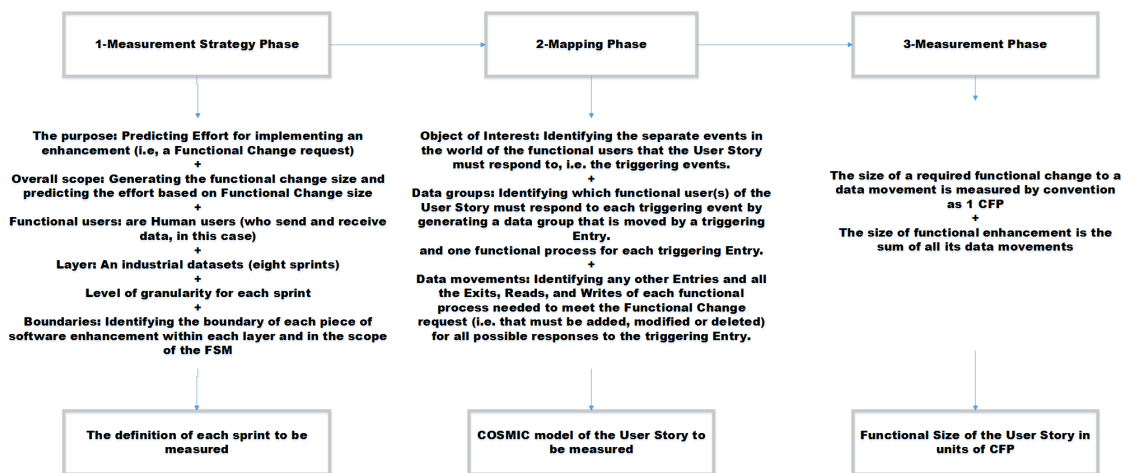 1-Measurement Strategy Phase
2-Mapping Phase
3-Measurement Phase
The purpose: Predicting Effort for implementing an
enhancement (i.e, a Functional Change request)
+
Overall scope: Generating the functional change size and
predicting the effort based on Functional Change size
+
Functional users: are Human users (who send and receive
data, in this case)
+
Layer: An industrial datasets (eight sprints)
+
Level of granularity for each sprint
+
Boundaries: Identifying the boundary of each piece of
software enhancement within each layer and in the scope
of the FSM
Object of Interest: Identifying the separate events in
the world of the functional users that the User Story
must respond to, i.e. the triggering events.
+
Data groups: Identifying which functional user(s) of the
User Story must respond to each triggering event by
generating a data group that is moved by a triggering
Entry.
and one functional process for each triggering Entry.
+
Data movements: Identifying any other Entries and all
the Exits, Reads, and Writes of each functional
process needed to meet the Functional Change
request (i.e. that must be added, modified or deleted)
for all possible responses to the triggering Entry.
The size of a required functional change to a
data movement is measured by convention
as 1 CFP
+
The size of functional enhancement is the
sum of all its data movements
The definition of each sprint to be
measured
COSMIC model of the User Story to
be measured
Functional Size of the User Story in
units of CFP